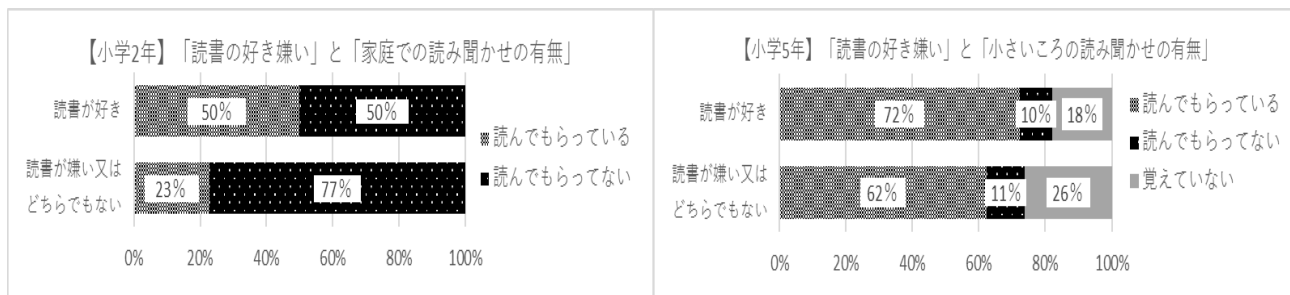 【小学2年】「読書の好き嫌い」と「家庭での読み聞かせの有無」
読書が好き
50%
50%
読書が嫌い又は
どちらでもない
23%
77%
0%
20%
40%
60%
80%
100%
読んでもらっている
読んでもらってない
【小学5年】「読書の好き嫌い」と「小さいころの読み聞かせの有無」
読書が好き
72%
10%
18%
読書が嫌い又は
どちらでもない
62%
11%
26%
0%
20%
40%
60%
80%
100%
読んでもらっている
読んでもらってない
覚えていない